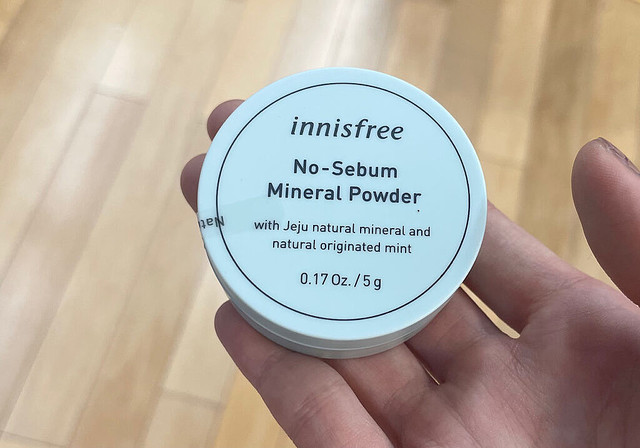 innisfree
No-Sebum
Mineral Powder
with Jeju natural mineral and
natural originated mint
0.17 Oz. / 5 g